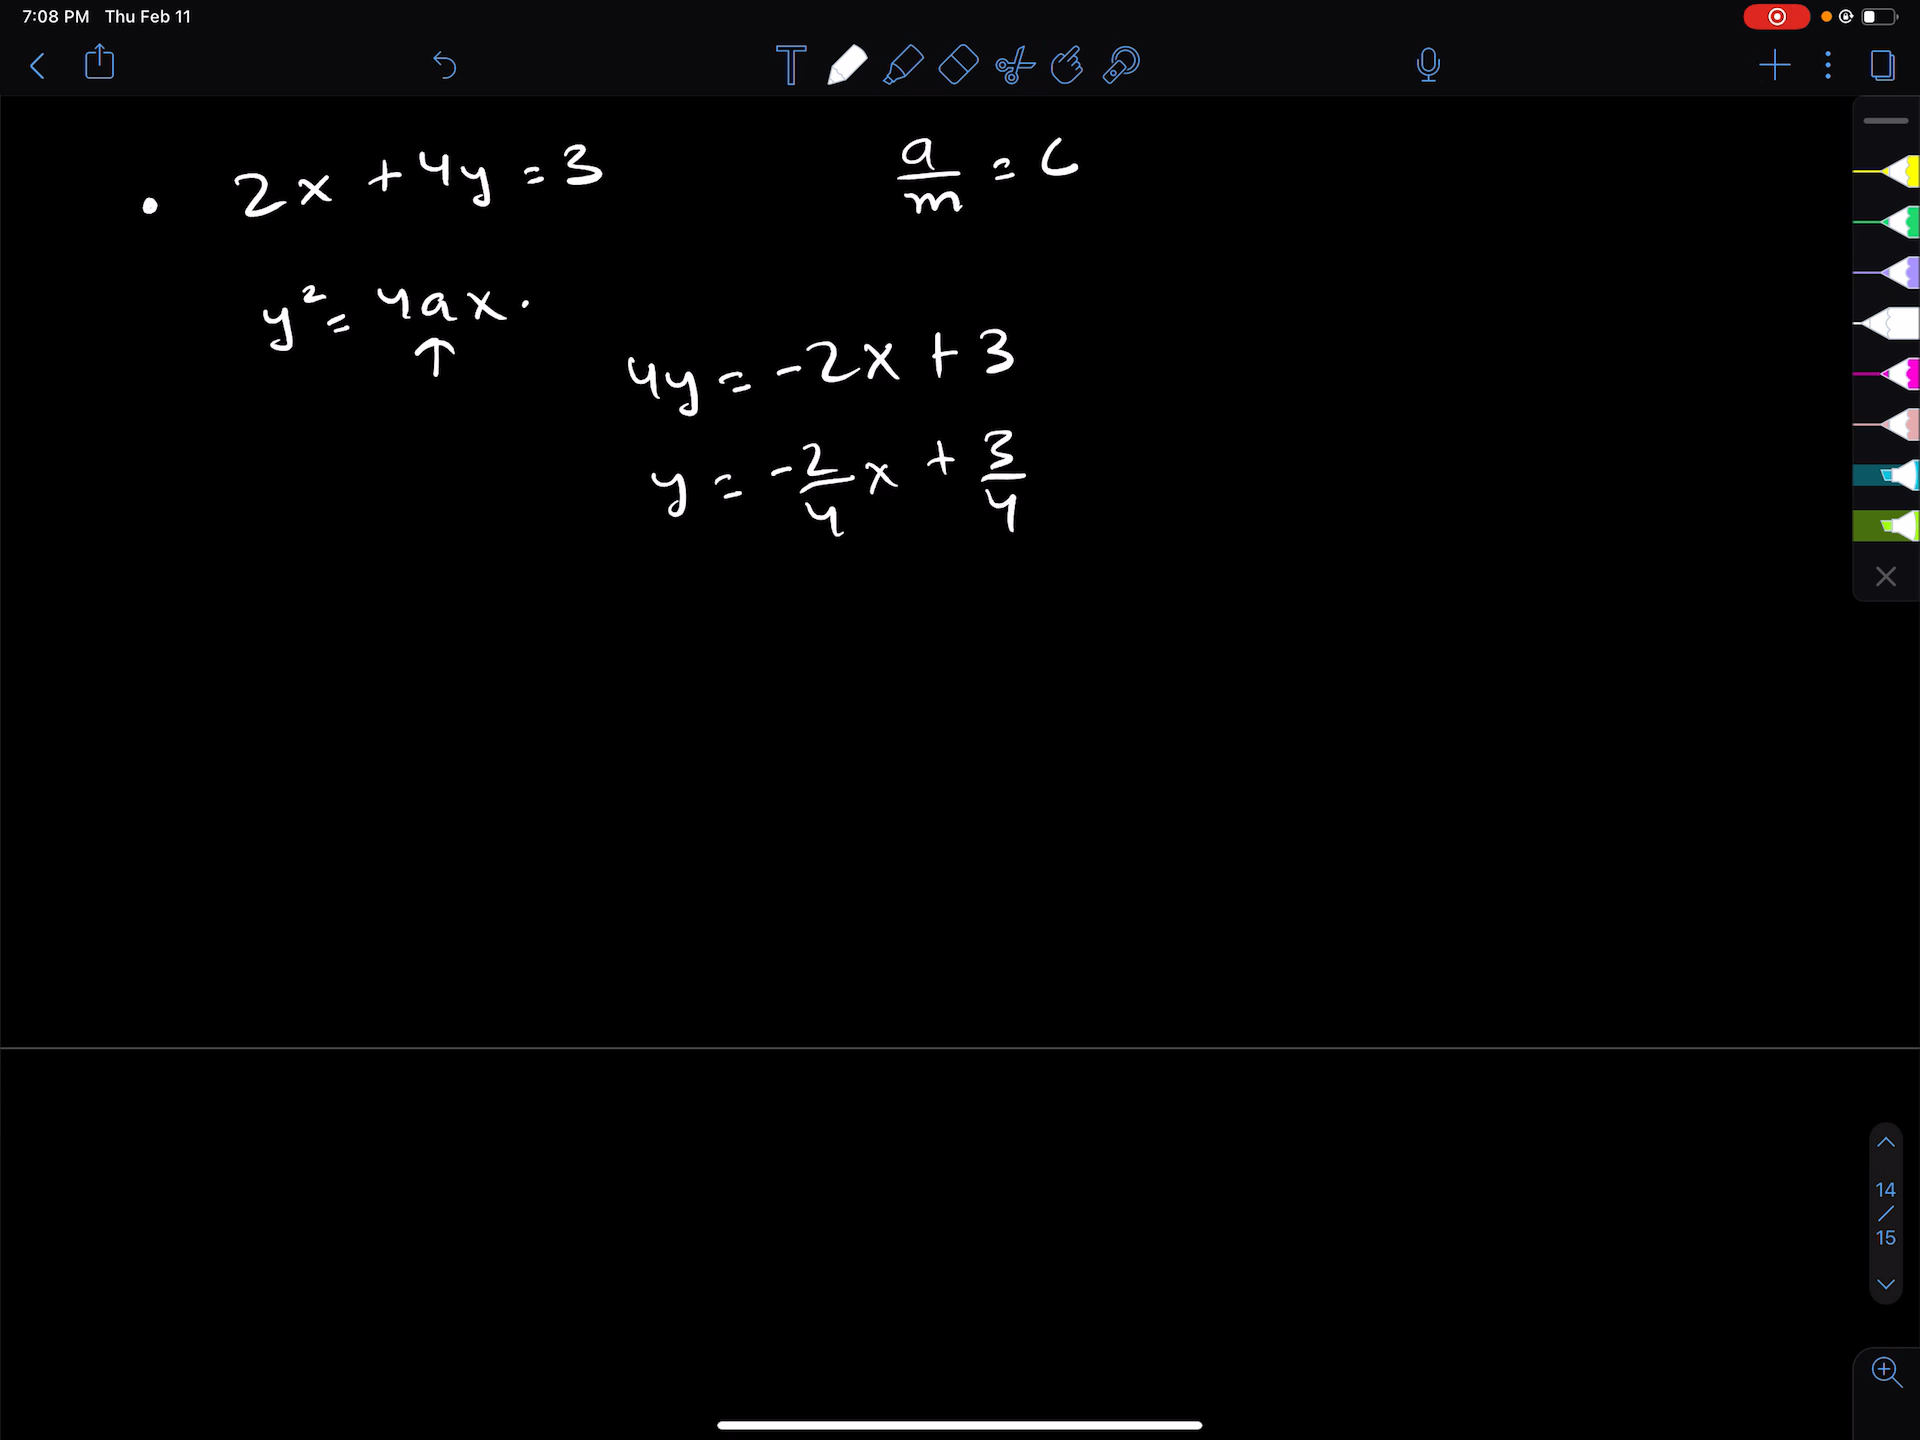 7:08 PM Thu Feb 11
T
• 2x + 4y = 3
a/m = c
y² = 4ax.
↑
4y = -2x + 3
y = -2/4 x + 3/4
14
/
15